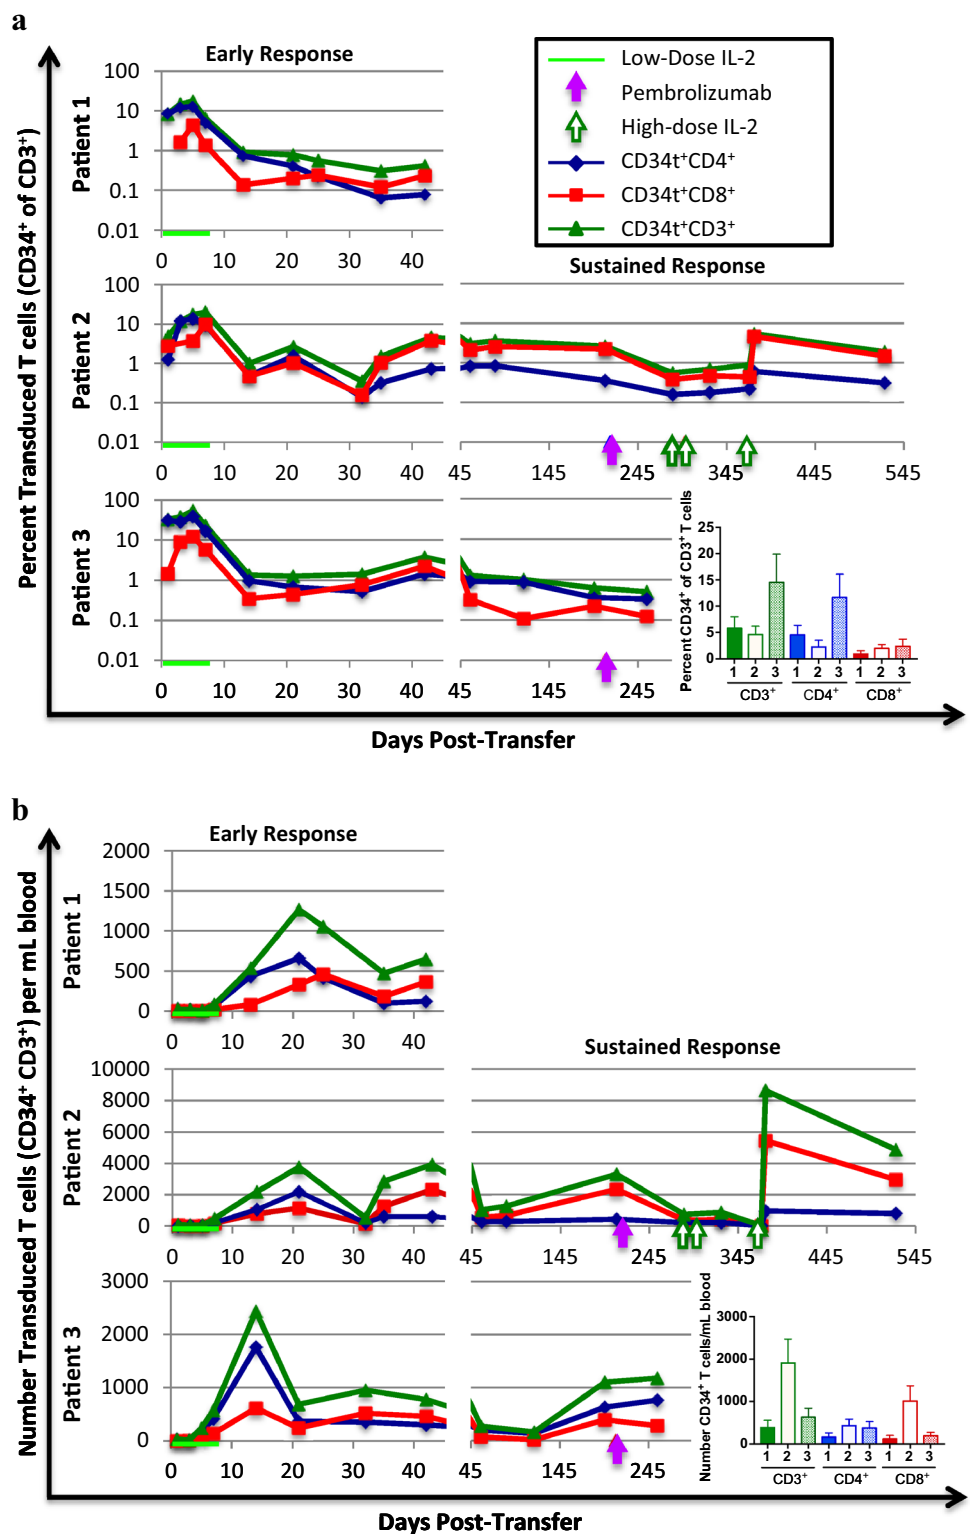 a
Early Response
Low-Dose IL-2
Pembrolizumab
High-dose IL-2
CD34t⁺CD4⁺
CD34t⁺CD8⁺
CD34t⁺CD3⁺
Percent Transduced T cells (CD34⁺ of CD3⁺)
Patient 1
100
10
1
0.1
0.01
0 10 20 30 40
Sustained Response
Patient 2
100
10
1
0.1
0.01
0 10 20 30 40
45 145 245 345 445 545
Patient 3
100
10
1
0.1
0.01
0 10 20 30 40
45 145 245
Percent CD34⁺ of CD3⁺ T cells
25
20
15
10
5
0
1 2 3 1 2 3 1 2 3
CD3⁺ CD4⁺ CD8⁺
Days Post-Transfer
b
Early Response
Number Transduced T cells (CD34⁺ CD3⁺) per mL blood
Patient 1
2000
1500
1000
500
0
0 10 20 30 40
Sustained Response
Patient 2
10000
8000
6000
4000
2000
0
0 10 20 30 40
45 145 245 345 445 545
Patient 3
3000
2000
1000
0
0 10 20 30 40
45 145 245
Number CD34⁺ T cells/mL blood
3000
2000
1000
0
1 2 3 1 2 3 1 2 3
CD3⁺ CD4⁺ CD8⁺
Days Post-Transfer